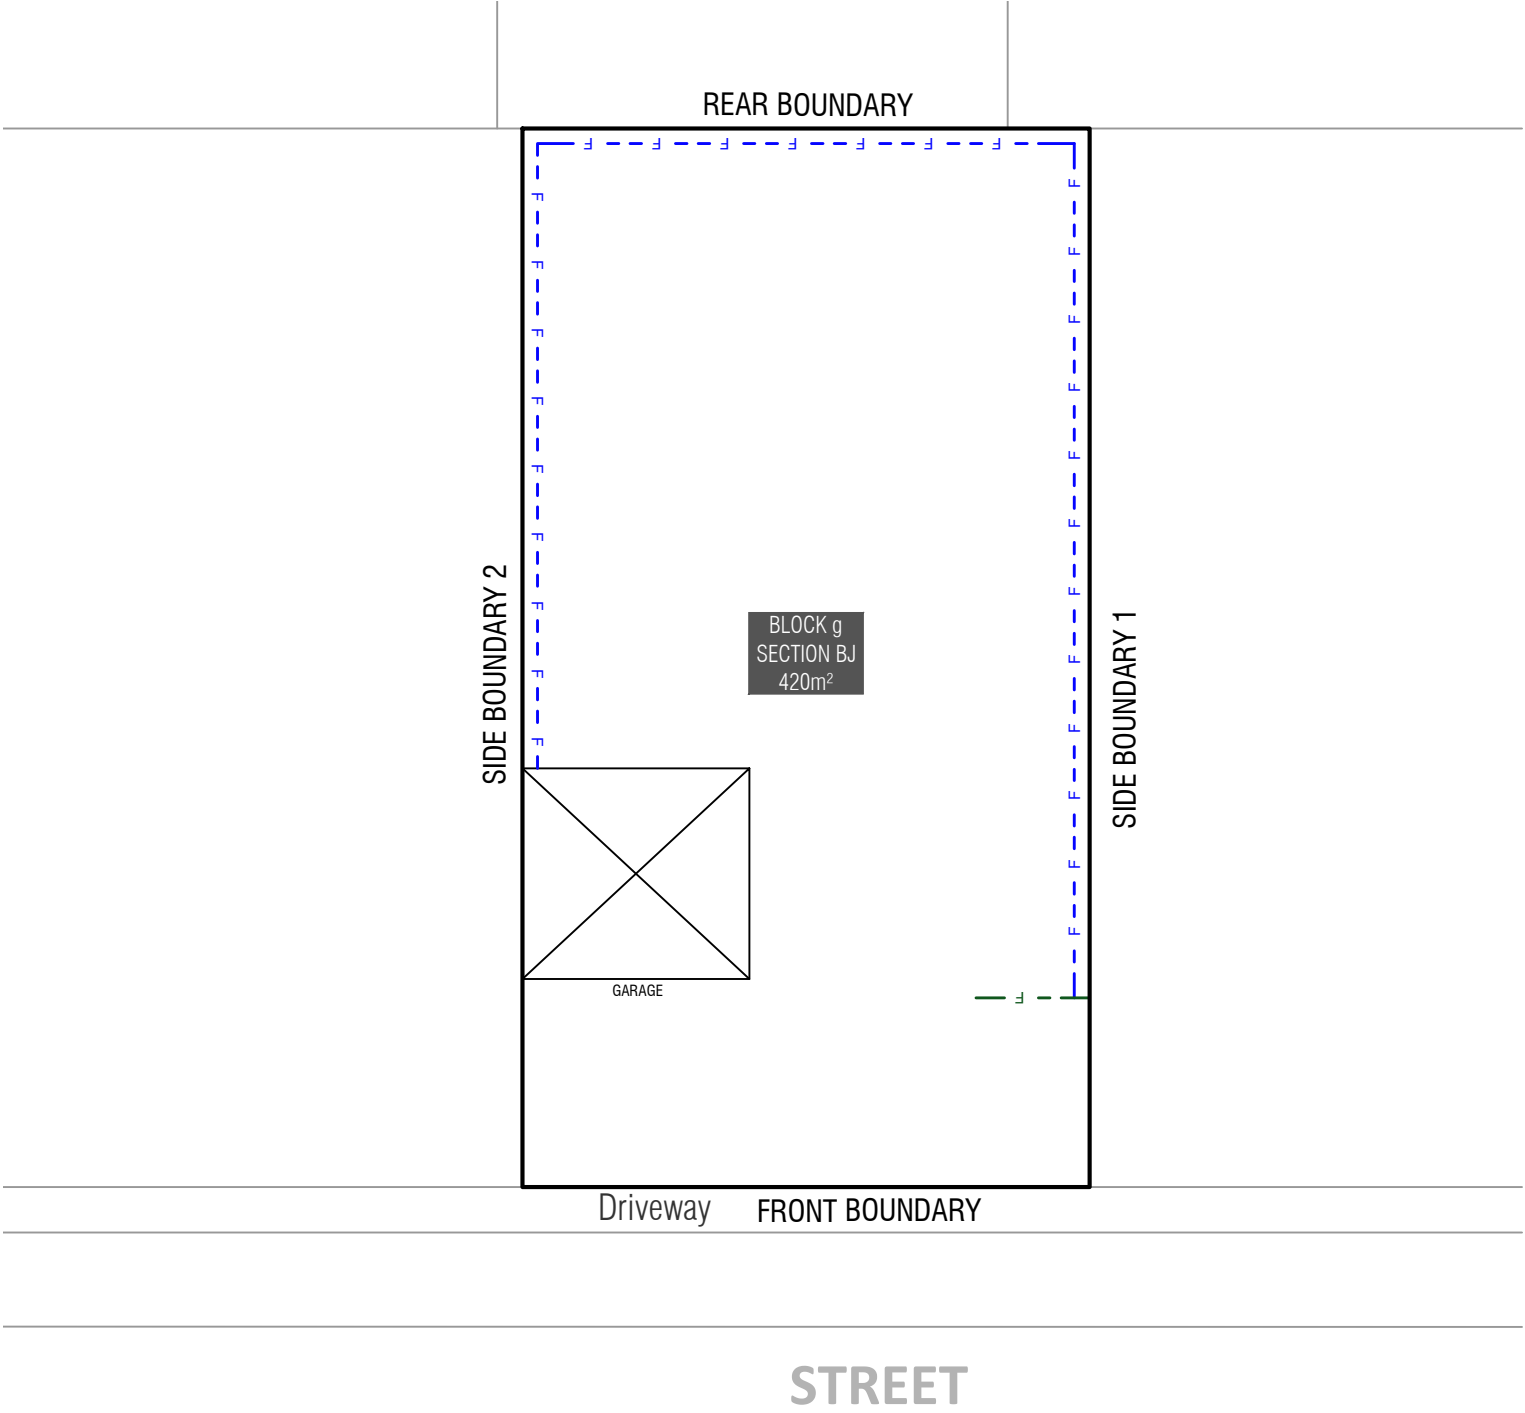 REAR BOUNDARY
SIDE BOUNDARY 2
BLOCK g
SECTION BJ
420m²
SIDE BOUNDARY 1
GARAGE
Driveway
FRONT BOUNDARY
STREET
F F F F F F F
F F F F F F F F F
F F F F F F F F F F F F
F